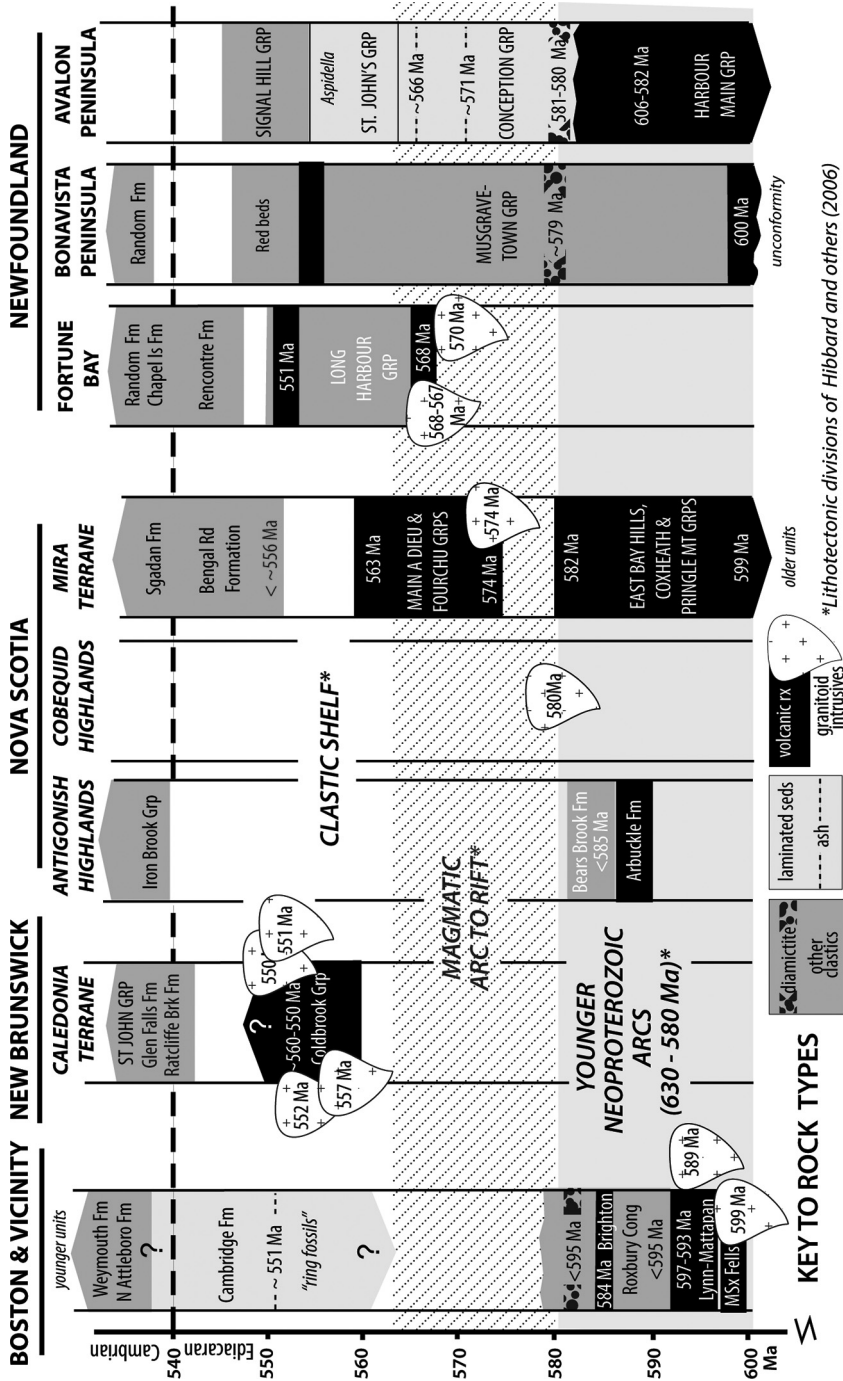 BOSTON & VICINITY
NEW BRUNSWICK
NOVA SCOTIA
NEWFOUNDLAND
CALEDONIA
TERRANE
ANTIGONISH
HIGHLANDS
COBEQUID
HIGHLANDS
MIRA
TERRANE
FORTUNE
BAY
BONAVISTA
PENINSULA
AVALON
PENINSULA
Cambrian
Ediacaran
540
550
560
570
580
590
600
Ma
younger units
Weymouth Fm
N Attleboro Fm
?
Cambridge Fm
~ 551 Ma
"ring fossils"
?
<595 Ma
584 Ma Brighton
Roxbury Cong
<595 Ma
597-593 Ma
Lynn-Mattapan
MSx Fells
589 Ma
599 Ma
ST JOHN GRP
Glen Falls Fm
Ratcliffe Brk Fm
?
~560-550 Ma
Coldbrook Grp
552 Ma
557 Ma
550
551 Ma
Iron Brook Grp
Bears Brook Fm
<585 Ma
Arbuckle Fm
580Ma
CLASTIC SHELF*
MAGMATIC
ARC TO RIFT*
YOUNGER
NEOPROTEROZOIC
ARCS
(630 - 580 Ma)*
Sgadan Fm
Bengal Rd
Formation
< ~556 Ma
563 Ma
MAIN A DIEU &
FOURCHU GRPS
574 Ma
574 Ma
582 Ma
EAST BAY HILLS,
COXHEATH &
PRINGLE MT GRPS
599 Ma
older units
Random Fm
Chapel Is Fm
Rencontre Fm
551 Ma
LONG
HARBOUR
GRP
568 Ma
568-567
Ma
570 Ma
Random Fm
Red beds
MUSGRAVE-
TOWN GRP
~579 Ma
600 Ma
unconformity
SIGNAL HILL GRP
Aspidella
ST. JOHN'S GRP
~566 Ma
~571 Ma
CONCEPTION GRP
581-580 Ma
606-582 Ma
HARBOUR
MAIN GRP
KEY TO ROCK TYPES
diamictite
other
clastics
laminated seds
ash
volcanic rx
granitoid
intrusives
*Lithotectonic divisions of Hibbard and others (2006)